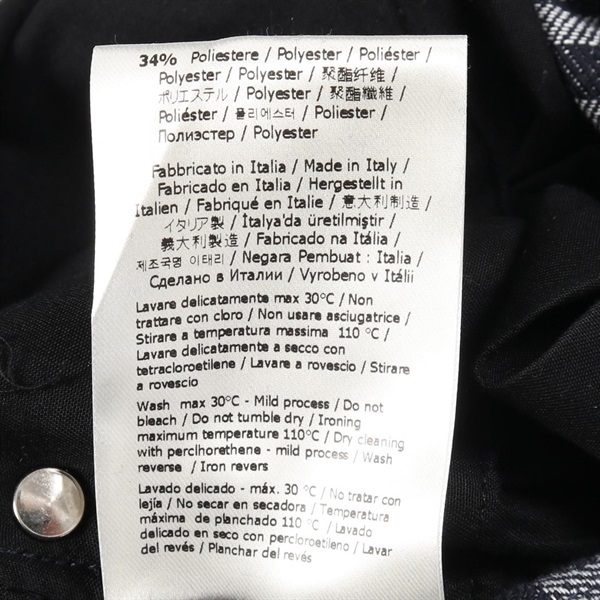 34% Poliestere / Polyester / Poliéster /
Polyester / Polyester / 聚酯纤维 /
ポリエステル / Polyester / 聚酯纖維 /
Poliéster / 폴리에스터 / Poliester /
Полиэстер / Polyester
Fabbricato in Italia / Made in Italy /
Fabricado en Italia / Hergestellt in
Italien / Fabriqué en Italie / 意大利制造 /
イタリア製 / İtalya'da üretilmiştir /
義大利製造 / Fabricado na Itália /
제조국명 이태리 / Negara Pembuat : Italia /
Сделано в Италии / Vyrobeno v Itálii
Lavare delicatamente max 30°C / Non
trattare con cloro / Non usare asciugatrice /
Stirare a temperatura massima 110 °C /
Lavare delicatamente a secco con
tetracloroetilene / Lavare a rovescio / Stirare
a rovescio
Wash max 30°C - Mild process / Do not
bleach / Do not tumble dry / Ironing
maximum temperature 110°C / Dry cleaning
with perclhorethene - mild process / Wash
reverse / Iron revers
Lavado delicado - máx. 30 °C / No tratar con
lejía / No secar en secadora / Temperatura
máxima de planchado 110 °C / Lavado
delicado en seco con percloroetileno / Lavar
del revés / Planchar del revés